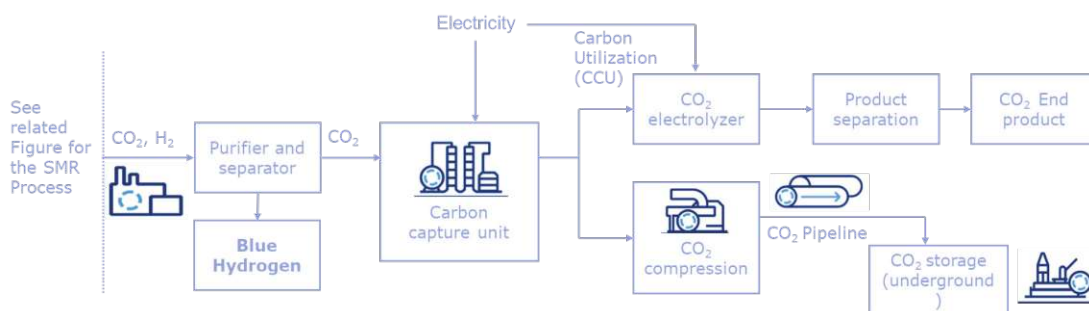 Electricity
Carbon
Utilization
(CCU)
See
related
Figure for
the SMR
Process
CO₂, H₂
Purifier and
separator
CO₂
Blue
Hydrogen
Carbon
capture unit
CO₂
electrolyzer
Product
separation
CO₂ End
product
CO₂
compression
CO₂ Pipeline
CO₂ storage
(underground
)